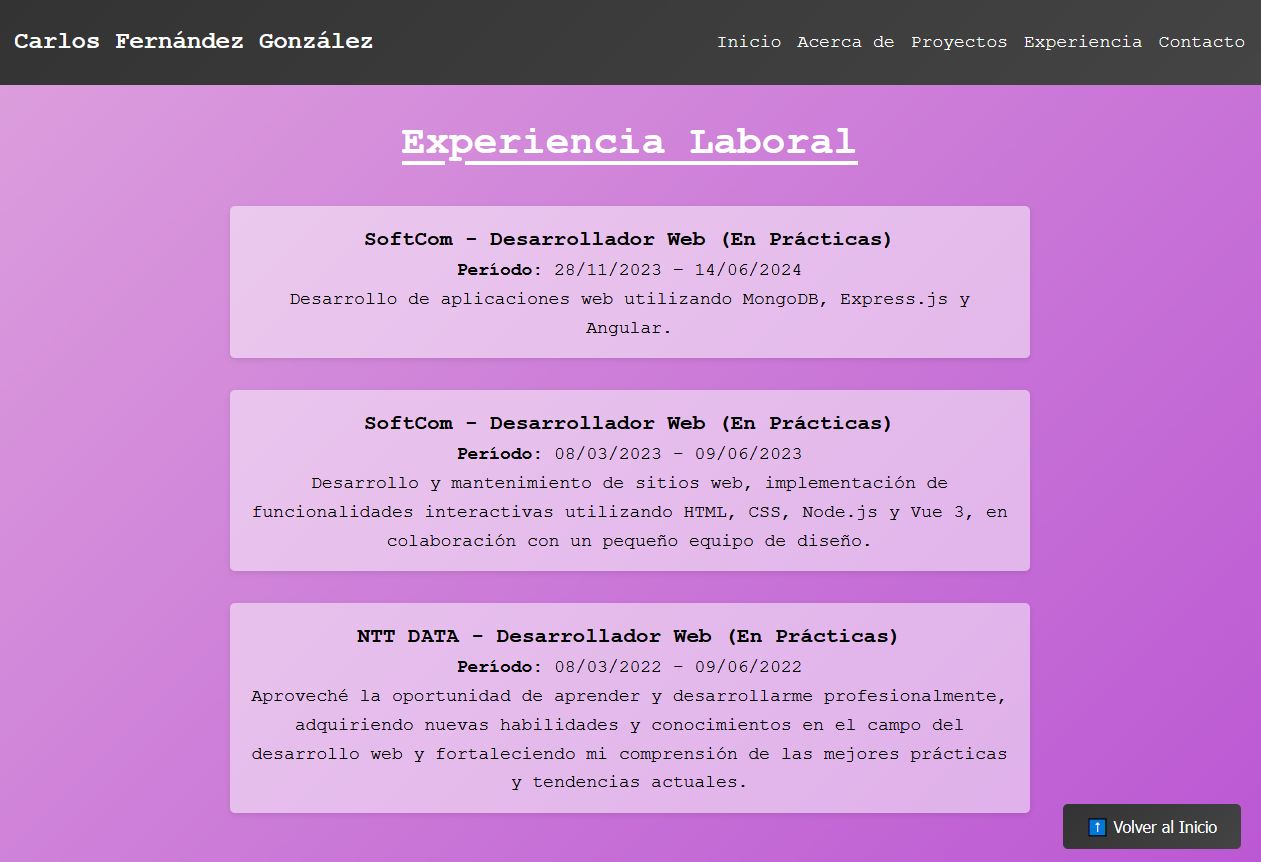 Carlos Fernández González
Inicio Acerca de Proyectos Experiencia Contacto
Experiencia Laboral
SoftCom - Desarrollador Web (En Prácticas)
Período: 28/11/2023 – 14/06/2024
Desarrollo de aplicaciones web utilizando MongoDB, Express.js y
Angular.
SoftCom - Desarrollador Web (En Prácticas)
Período: 08/03/2023 – 09/06/2023
Desarrollo y mantenimiento de sitios web, implementación de
funcionalidades interactivas utilizando HTML, CSS, Node.js y Vue 3, en
colaboración con un pequeño equipo de diseño.
NTT DATA - Desarrollador Web (En Prácticas)
Período: 08/03/2022 – 09/06/2022
Aproveché la oportunidad de aprender y desarrollarme profesionalmente,
adquiriendo nuevas habilidades y conocimientos en el campo del
desarrollo web y fortaleciendo mi comprensión de las mejores prácticas
y tendencias actuales.
⬆️ Volver al Inicio